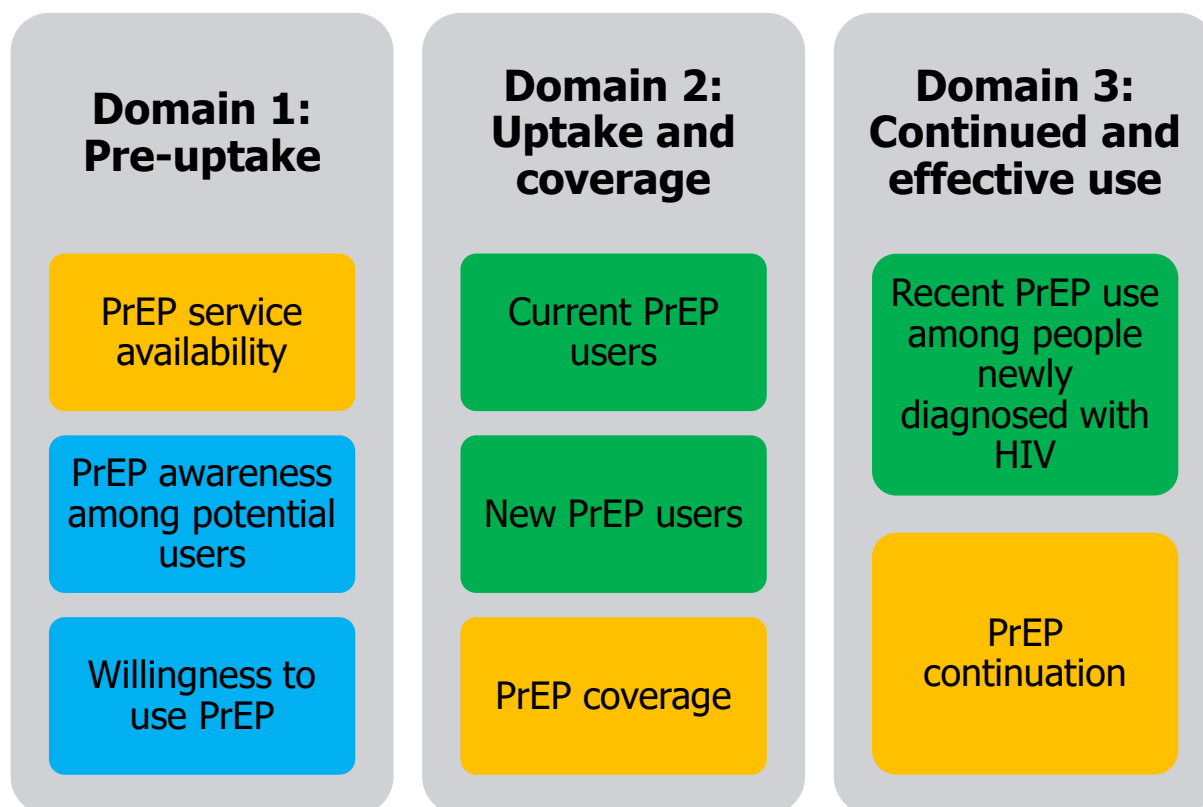 Domain 1:
Pre-uptake
PrEP service
availability
PrEP awareness
among potential
users
Willingness to
use PrEP
Domain 2:
Uptake and
coverage
Current PrEP
users
New PrEP users
PrEP coverage
Domain 3:
Continued and
effective use
Recent PrEP use
among people
newly
diagnosed with
HIV
PrEP
continuation